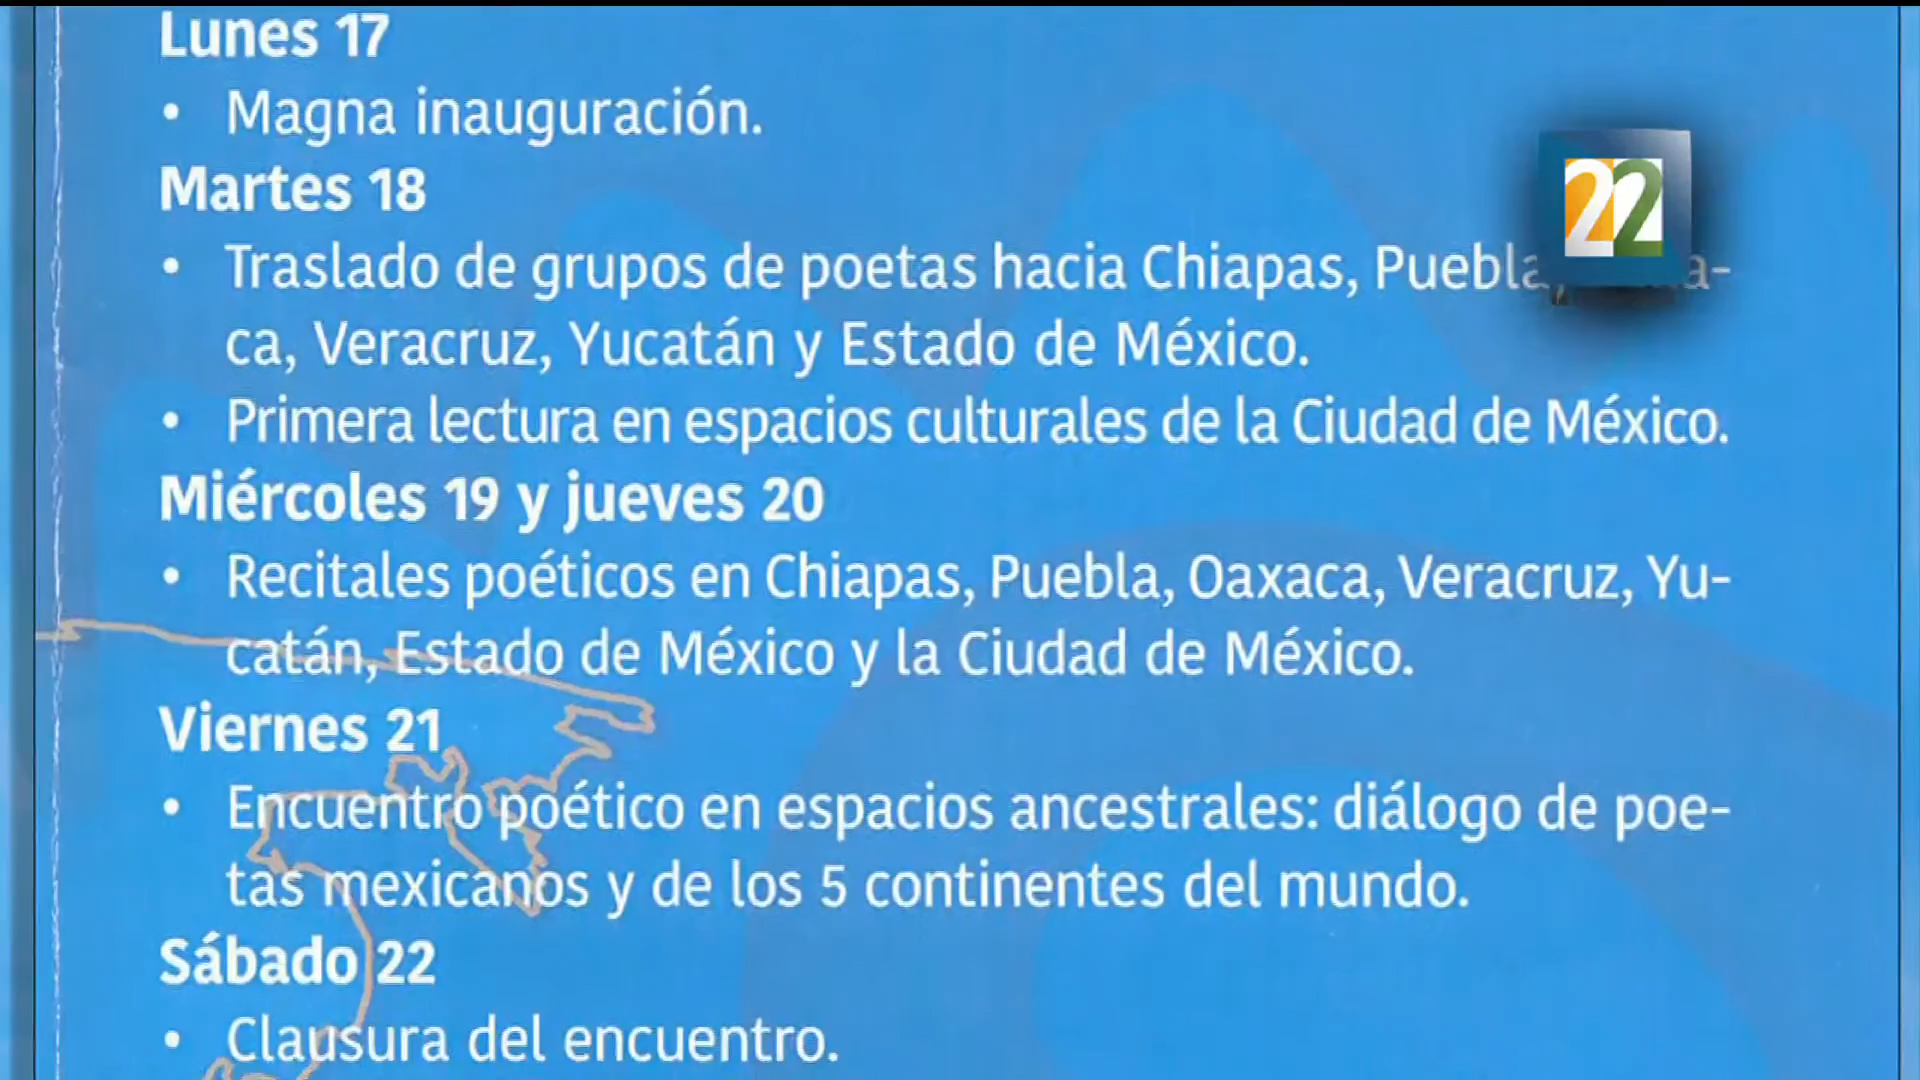 Lunes 17
• Magna inauguración.
Martes 18
22
• Traslado de grupos de poetas hacia Chiapas, Puebla, a-
ca, Veracruz, Yucatán y Estado de México.
• Primera lectura en espacios culturales de la Ciudad de México.
Miércoles 19 y jueves 20
• Recitales poéticos en Chiapas, Puebla, Oaxaca, Veracruz, Yu-
catán, Estado de México y la Ciudad de México.
Viernes 21
• Encuentro poético en espacios ancestrales: diálogo de poe-
tas mexicanos y de los 5 continentes del mundo.
Sábado 22
• Clausura del encuentro.